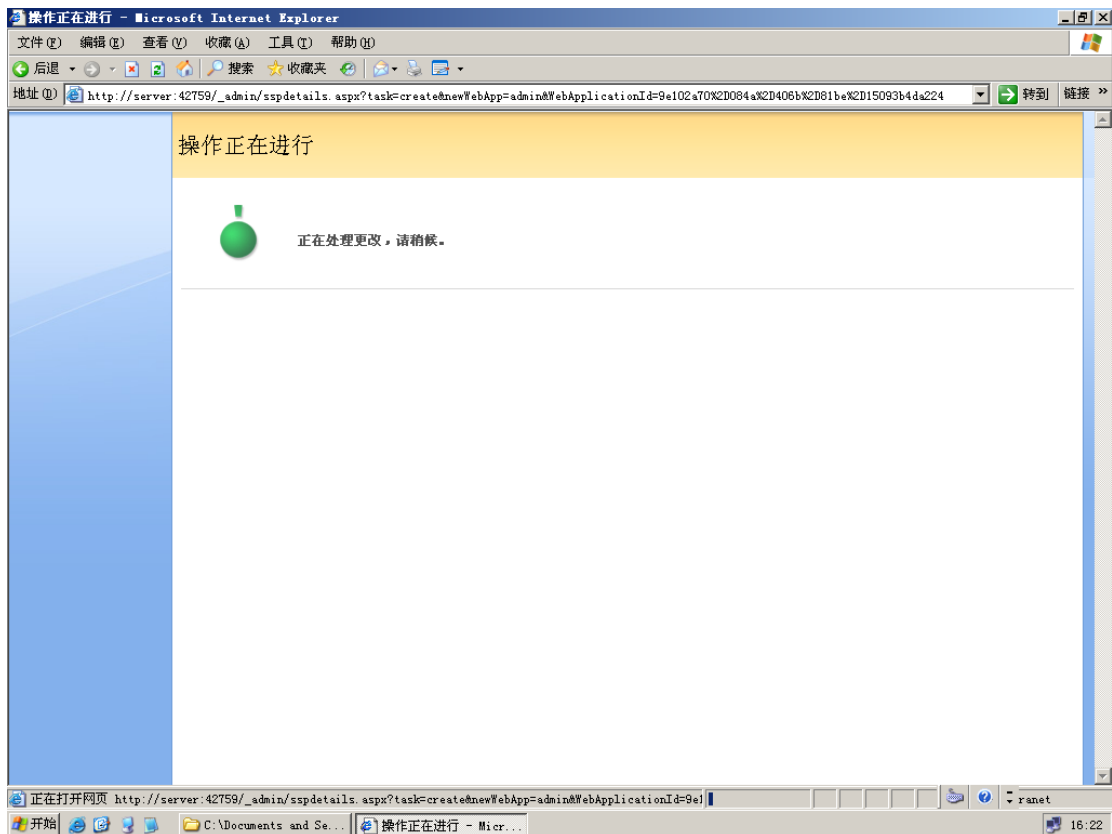 操作正在进行 - Microsoft Internet Explorer
文件(F) 编辑(E) 查看(V) 收藏(A) 工具(T) 帮助(H)
后退 搜索 收藏夹
地址(D) http://server:42759/_admin/sspdetails.aspx?task=create&newWebApp=admin&WebApplicationId=9e102a70%2D084a%2D406b%2D81be%2D15093b4da224 转到 链接 »
操作正在进行
正在处理更改，请稍候。
正在打开网页 http://server:42759/_admin/sspdetails.aspx?task=create&newWebApp=admin&WebApplicationId=9e1 ranet
开始 C:\Documents and Se... 操作正在进行 - Micr... 16:22